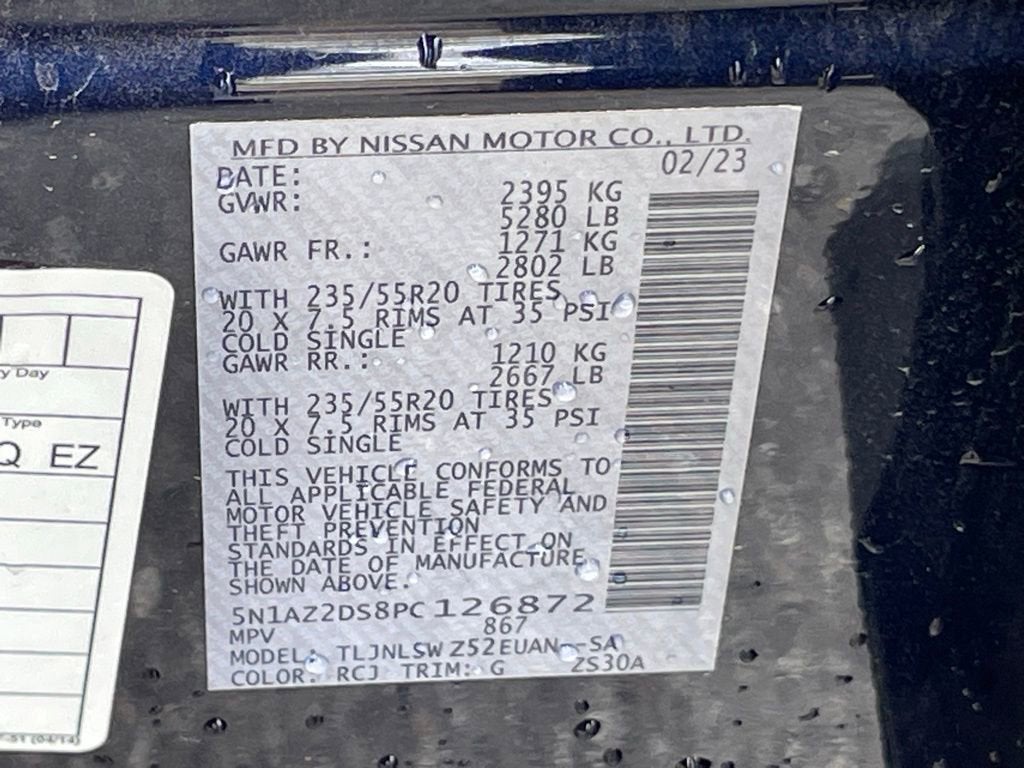 MFD BY NISSAN MOTOR CO., LTD.
DATE: 02/23
GVWR: 2395 KG
5280 LB
GAWR FR.: 1271 KG
2802 LB
WITH 235/55R20 TIRES
20 X 7.5 RIMS AT 35 PSI
COLD SINGLE
GAWR RR.: 1210 KG
2667 LB
WITH 235/55R20 TIRES
20 X 7.5 RIMS AT 35 PSI
COLD SINGLE
THIS VEHICLE CONFORMS TO
ALL APPLICABLE FEDERAL
MOTOR VEHICLE SAFETY AND
THEFT PREVENTION
STANDARDS IN EFFECT ON
THE DATE OF MANUFACTURE
SHOWN ABOVE.
5N1AZ2DS8PC126872
MPV 867
MODEL: TLJNLSWZ52EUAN--SA
COLOR: RCJ TRIM: G ZS30A
y Day
Type
Q EZ
(04/14)